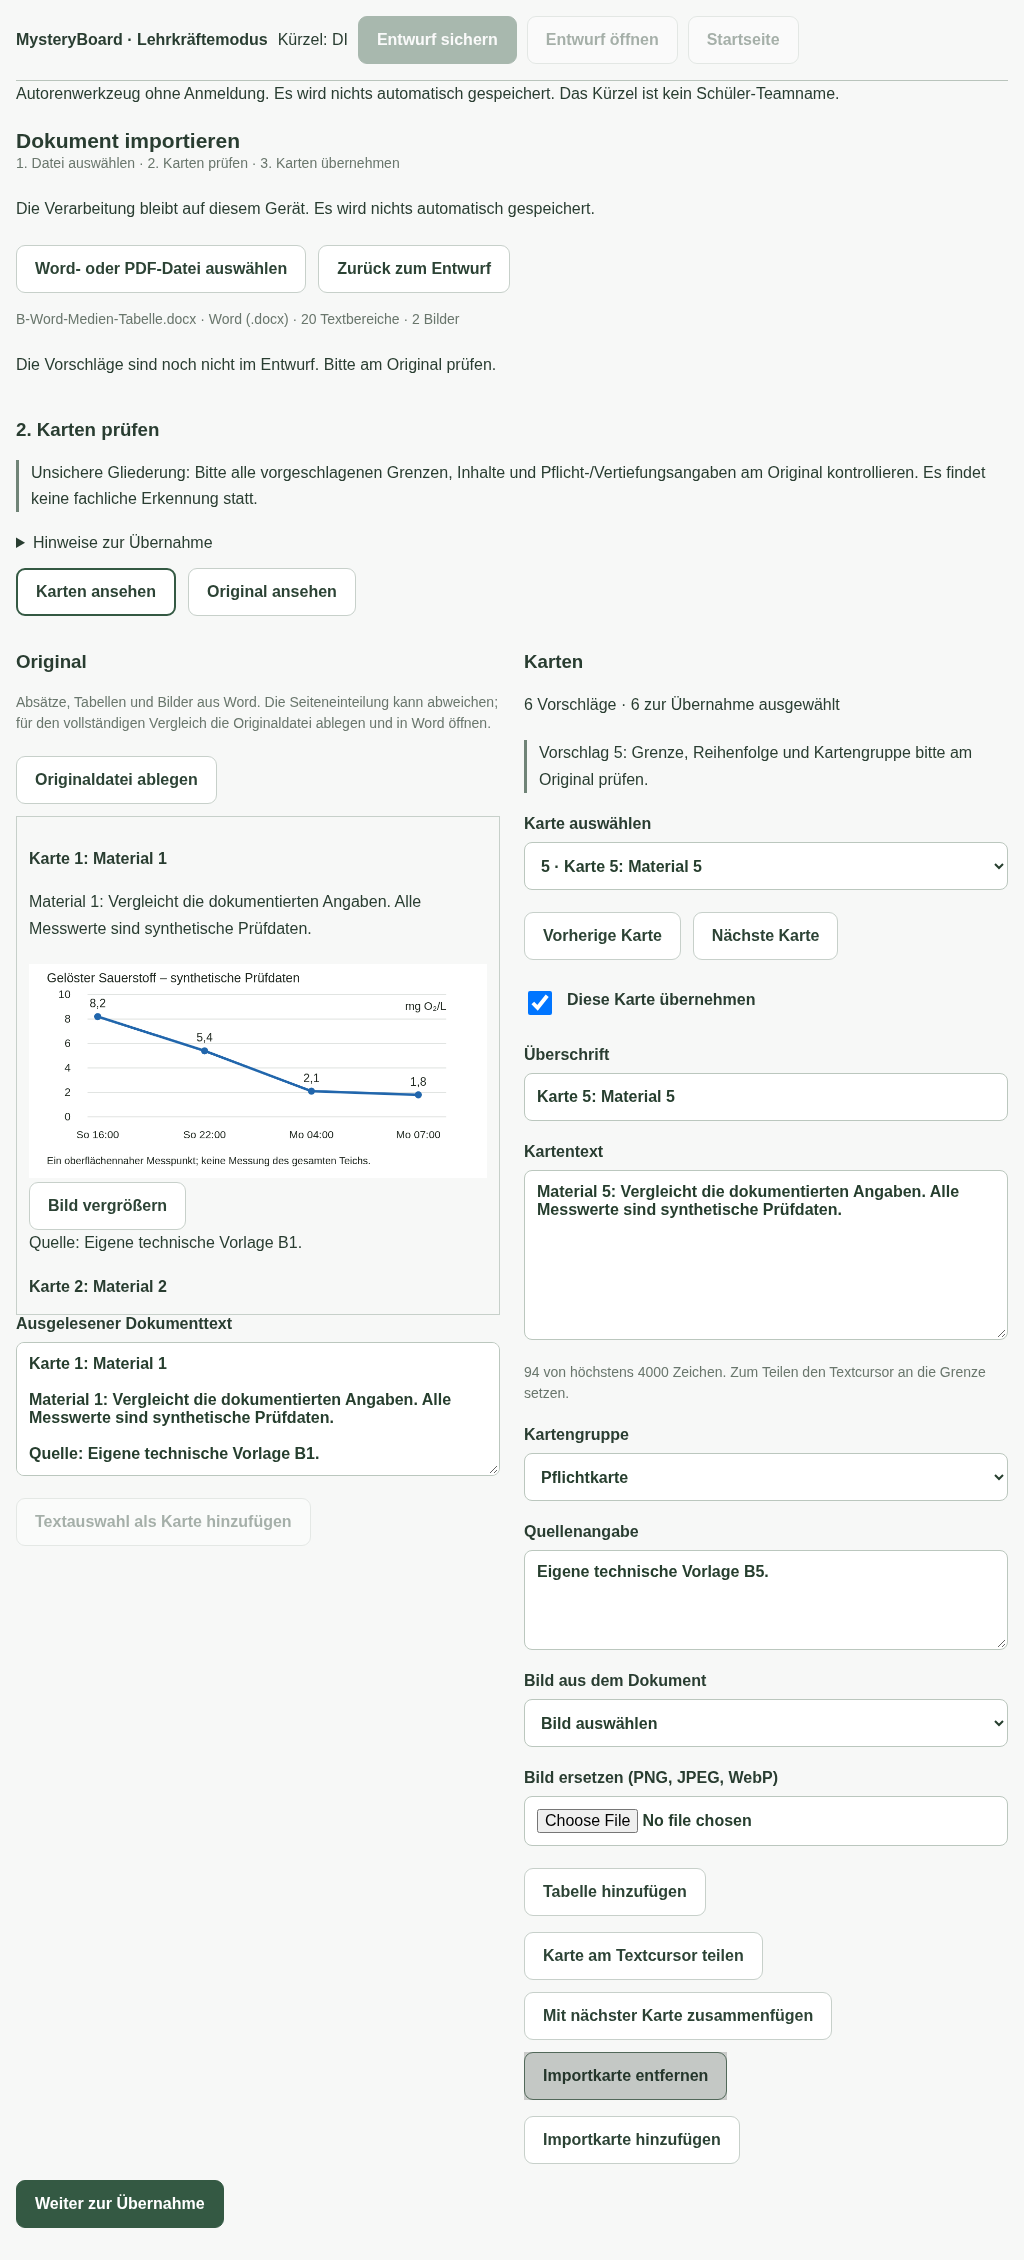 MysteryBoard · Lehrkräftemodus Kürzel: DI Entwurf sichern Entwurf öffnen Startseite
Autorenwerkzeug ohne Anmeldung. Es wird nichts automatisch gespeichert. Das Kürzel ist kein Schüler-Teamname.
Dokument importieren
1. Datei auswählen · 2. Karten prüfen · 3. Karten übernehmen
Die Verarbeitung bleibt auf diesem Gerät. Es wird nichts automatisch gespeichert.
Word- oder PDF-Datei auswählen Zurück zum Entwurf
B-Word-Medien-Tabelle.docx · Word (.docx) · 20 Textbereiche · 2 Bilder
Die Vorschläge sind noch nicht im Entwurf. Bitte am Original prüfen.
2. Karten prüfen
Unsichere Gliederung: Bitte alle vorgeschlagenen Grenzen, Inhalte und Pflicht-/Vertiefungsangaben am Original kontrollieren. Es findet
keine fachliche Erkennung statt.
Hinweise zur Übernahme
Karten ansehen Original ansehen
Original
Absätze, Tabellen und Bilder aus Word. Die Seiteneinteilung kann abweichen;
für den vollständigen Vergleich die Originaldatei ablegen und in Word öffnen.
Originaldatei ablegen
Karte 1: Material 1
Material 1: Vergleicht die dokumentierten Angaben. Alle
Messwerte sind synthetische Prüfdaten.
Gelöster Sauerstoff – synthetische Prüfdaten
mg O₂/L
10
8
6
4
2
0
8,2
5,4
2,1
1,8
So 16:00 So 22:00 Mo 04:00 Mo 07:00
Ein oberflächennaher Messpunkt; keine Messung des gesamten Teichs.
Bild vergrößern
Quelle: Eigene technische Vorlage B1.
Karte 2: Material 2
Ausgelesener Dokumenttext
Karte 1: Material 1
Material 1: Vergleicht die dokumentierten Angaben. Alle
Messwerte sind synthetische Prüfdaten.
Quelle: Eigene technische Vorlage B1.
Textauswahl als Karte hinzufügen
Karten
6 Vorschläge · 6 zur Übernahme ausgewählt
Vorschlag 5: Grenze, Reihenfolge und Kartengruppe bitte am
Original prüfen.
Karte auswählen
5 · Karte 5: Material 5
Vorherige Karte Nächste Karte
Diese Karte übernehmen
Überschrift
Karte 5: Material 5
Kartentext
Material 5: Vergleicht die dokumentierten Angaben. Alle
Messwerte sind synthetische Prüfdaten.
94 von höchstens 4000 Zeichen. Zum Teilen den Textcursor an die Grenze
setzen.
Kartengruppe
Pflichtkarte
Quellenangabe
Eigene technische Vorlage B5.
Bild aus dem Dokument
Bild auswählen
Bild ersetzen (PNG, JPEG, WebP)
Choose File No file chosen
Tabelle hinzufügen
Karte am Textcursor teilen
Mit nächster Karte zusammenfügen
Importkarte entfernen
Importkarte hinzufügen
Weiter zur Übernahme